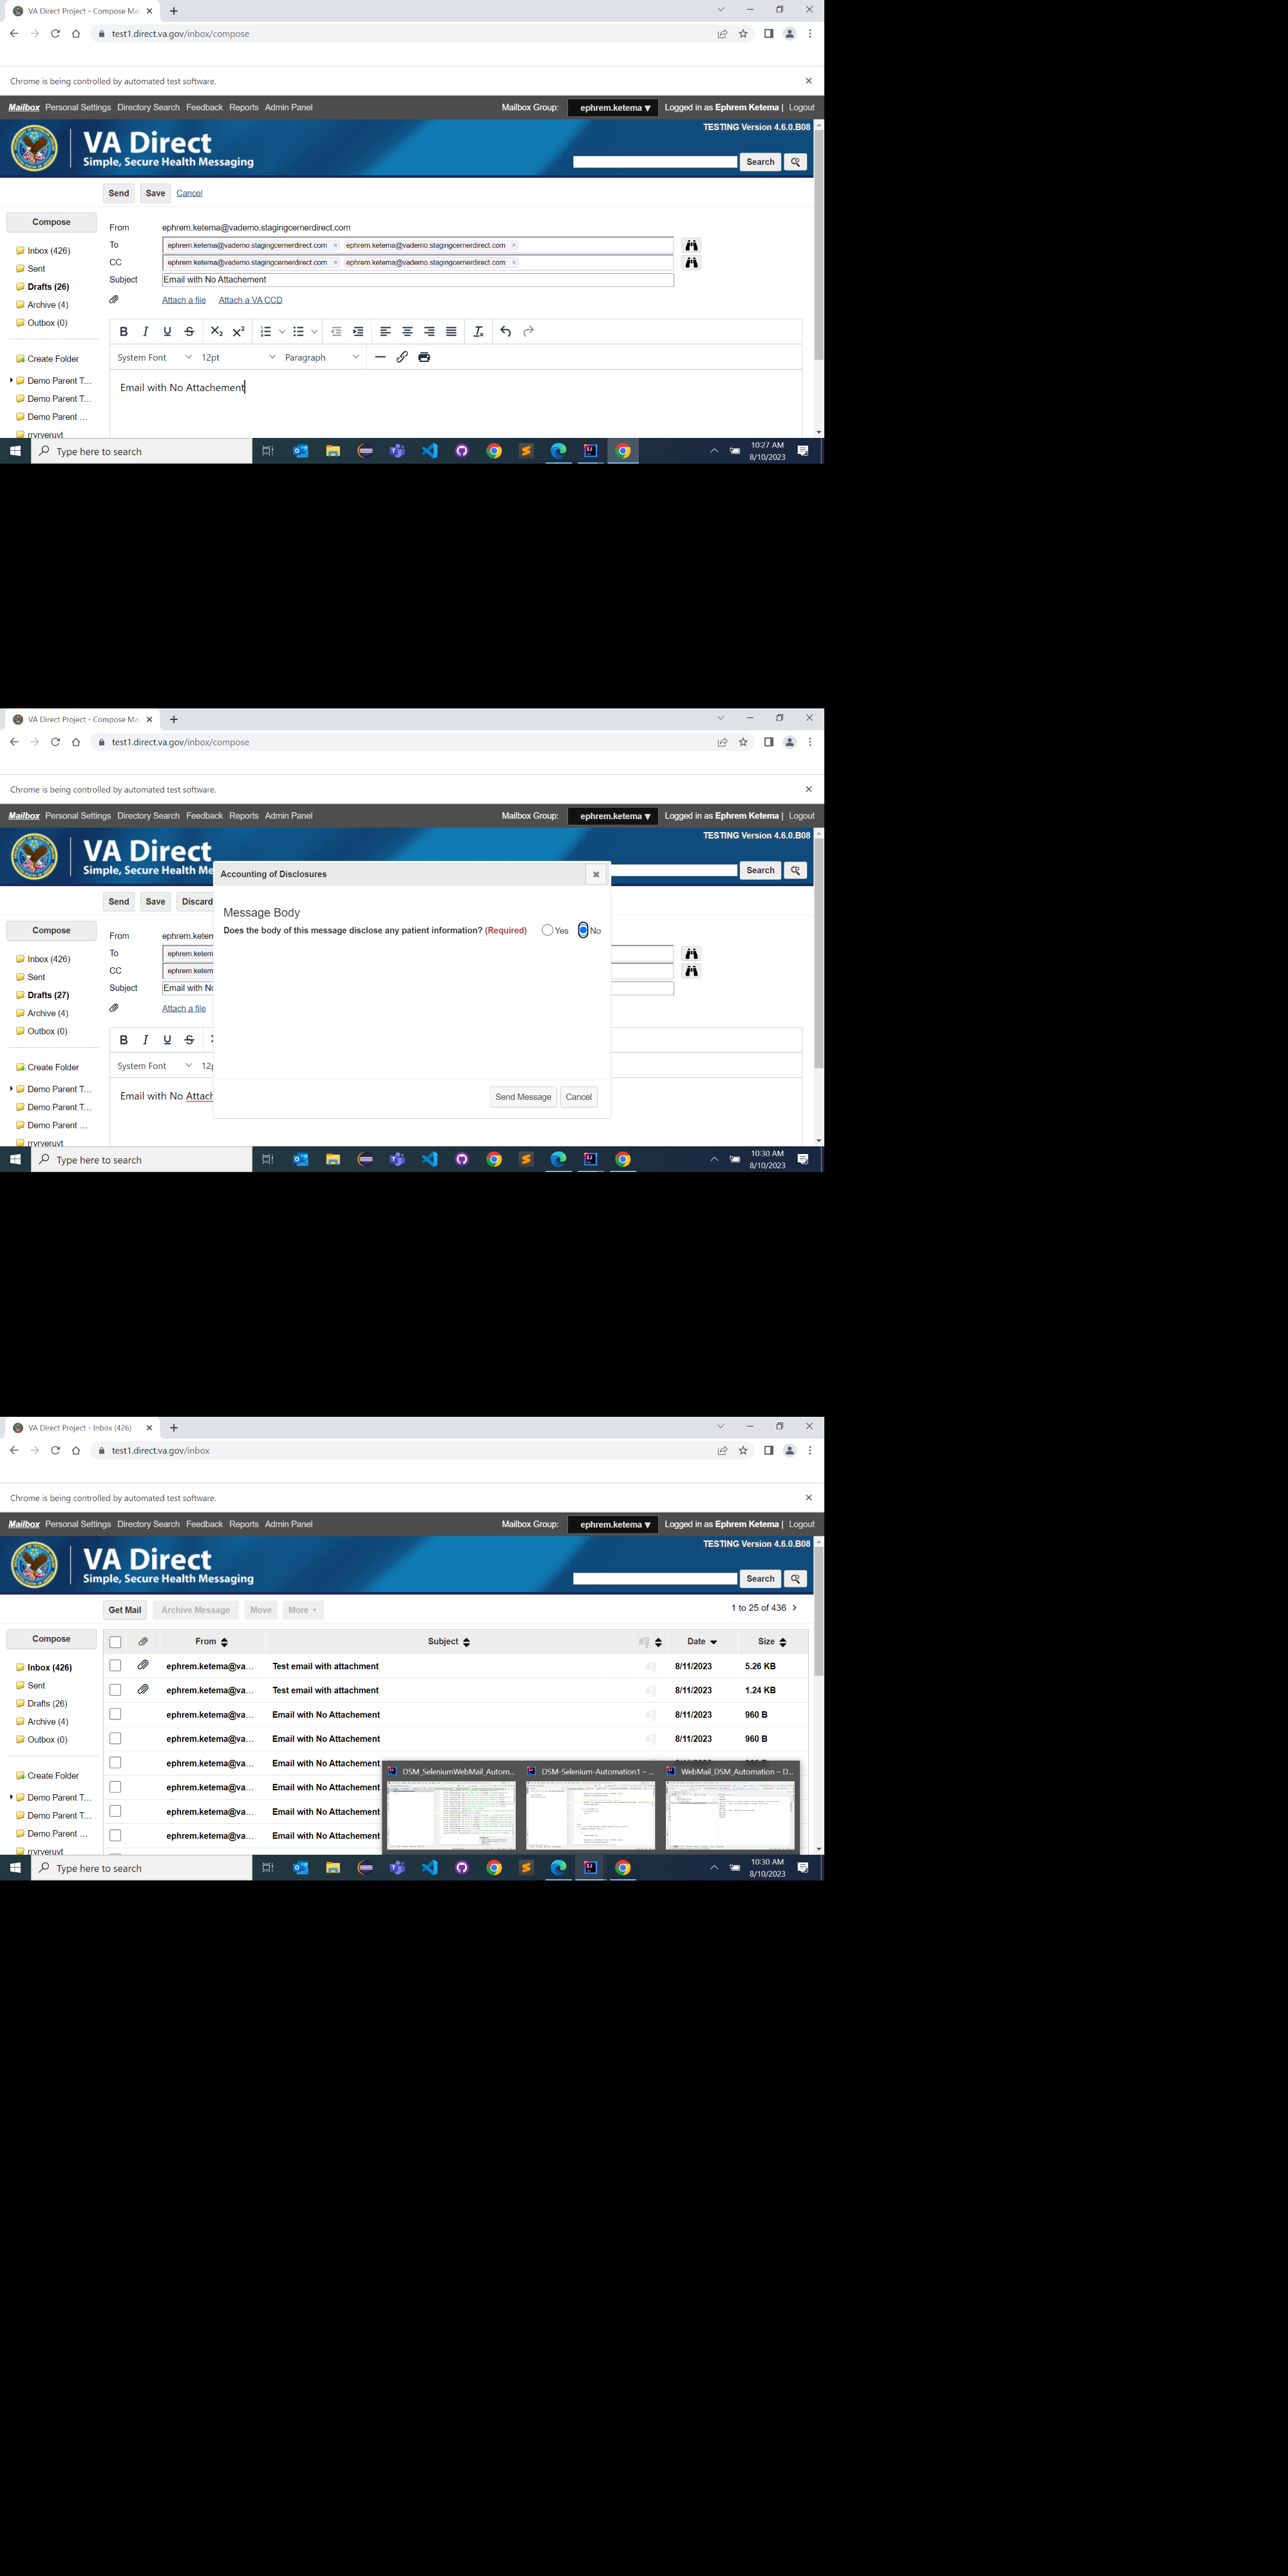 VA Direct Project - Compose Ma
test1.direct.va.gov/inbox/compose
Chrome is being controlled by automated test software.
Mailbox Personal Settings Directory Search Feedback Reports Admin Panel Mailbox Group: ephrem.ketema ▼ Logged in as Ephrem Ketema | Logout
TESTING Version 4.6.0.B08
VA Direct
Simple, Secure Health Messaging
Search
Send Save Cancel
Compose
From ephrem.ketema@vademo.stagingcernerdirect.com
To ephrem.ketema@vademo.stagingcernerdirect.com × ephrem.ketema@vademo.stagingcernerdirect.com ×
CC ephrem.ketema@vademo.stagingcernerdirect.com × ephrem.ketema@vademo.stagingcernerdirect.com ×
Subject Email with No Attachement
Attach a file Attach a VA CCD
Inbox (426)
Sent
Drafts (26)
Archive (4)
Outbox (0)
Create Folder
Demo Parent T...
Demo Parent T...
Demo Parent ...
rryryeruyt
System Font 12pt Paragraph
Email with No Attachement
Type here to search
10:27 AM
8/10/2023
VA Direct Project - Compose Ma
test1.direct.va.gov/inbox/compose
Chrome is being controlled by automated test software.
Mailbox Personal Settings Directory Search Feedback Reports Admin Panel Mailbox Group: ephrem.ketema ▼ Logged in as Ephrem Ketema | Logout
TESTING Version 4.6.0.B08
VA Direct
Simple, Secure Health Me
Search
Accounting of Disclosures
Message Body
Does the body of this message disclose any patient information? (Required) Yes No
Send Message Cancel
Send Save Discard
Compose
From ephrem.keten
To ephrem.ketem
CC ephrem.ketem
Subject Email with No
Attach a file
Inbox (426)
Sent
Drafts (27)
Archive (4)
Outbox (0)
Create Folder
Demo Parent T...
Demo Parent T...
Demo Parent ...
rryryeruyt
System Font 12p
Email with No Attach
Type here to search
10:30 AM
8/10/2023
VA Direct Project - Inbox (426)
test1.direct.va.gov/inbox
Chrome is being controlled by automated test software.
Mailbox Personal Settings Directory Search Feedback Reports Admin Panel Mailbox Group: ephrem.ketema ▼ Logged in as Ephrem Ketema | Logout
TESTING Version 4.6.0.B08
VA Direct
Simple, Secure Health Messaging
Search
Get Mail Archive Message Move More 1 to 25 of 436
Compose
Inbox (426)
Sent
Drafts (26)
Archive (4)
Outbox (0)
Create Folder
Demo Parent T...
Demo Parent T...
Demo Parent ...
rryryeruyt
From Subject Date Size
ephrem.ketema@va... Test email with attachment 8/11/2023 5.26 KB
ephrem.ketema@va... Test email with attachment 8/11/2023 1.24 KB
ephrem.ketema@va... Email with No Attachement 8/11/2023 960 B
ephrem.ketema@va... Email with No Attachement 8/11/2023 960 B
ephrem.ketema@va... Email with No Attachement
ephrem.ketema@va... Email with No Attachement
ephrem.ketema@va... Email with No Attachement
ephrem.ketema@va... Email with No Attachement
DSM_SeleniumWebMail_Autom... DSM-Selenium-Automation1 – ... WebMail_DSM_Automation – D...
Type here to search
10:30 AM
8/10/2023